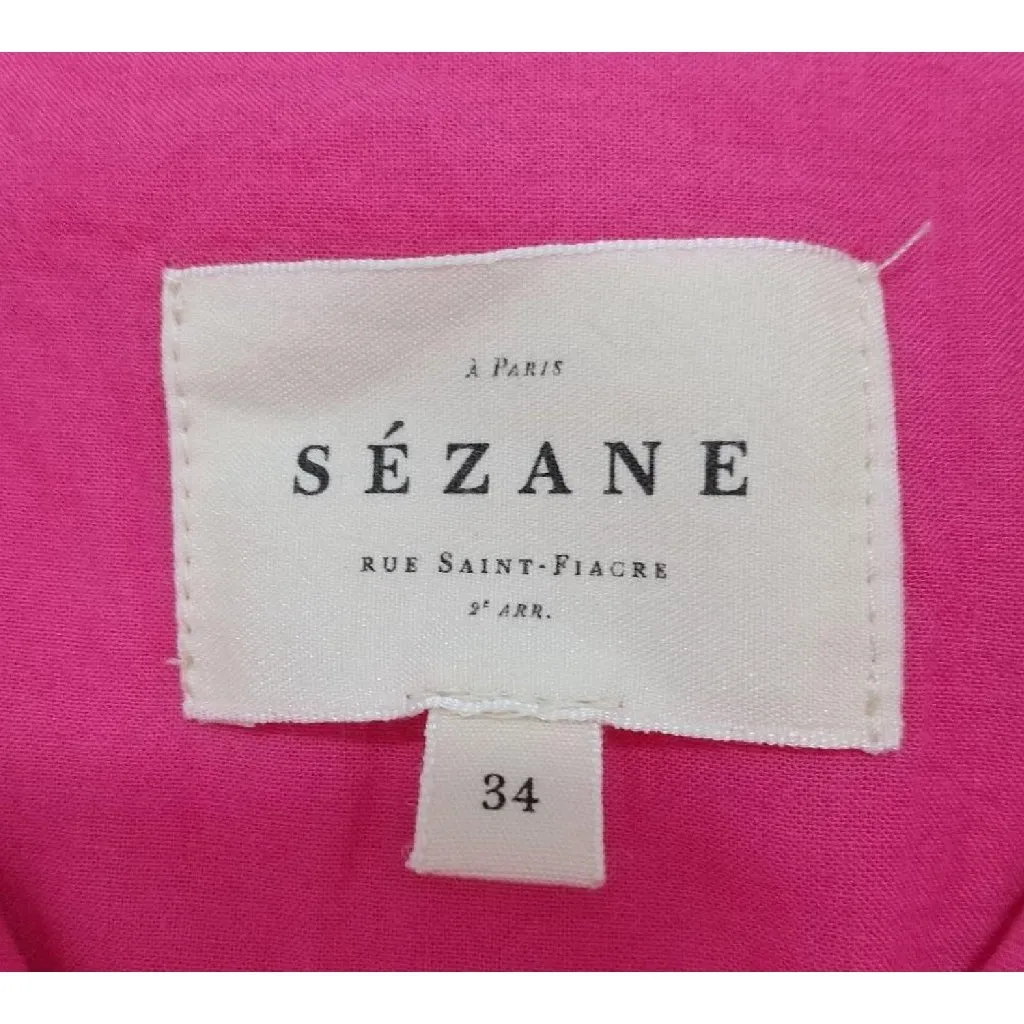 À PARIS
SÉZANE
RUE SAINT-FIACRE
2E ARR.
34